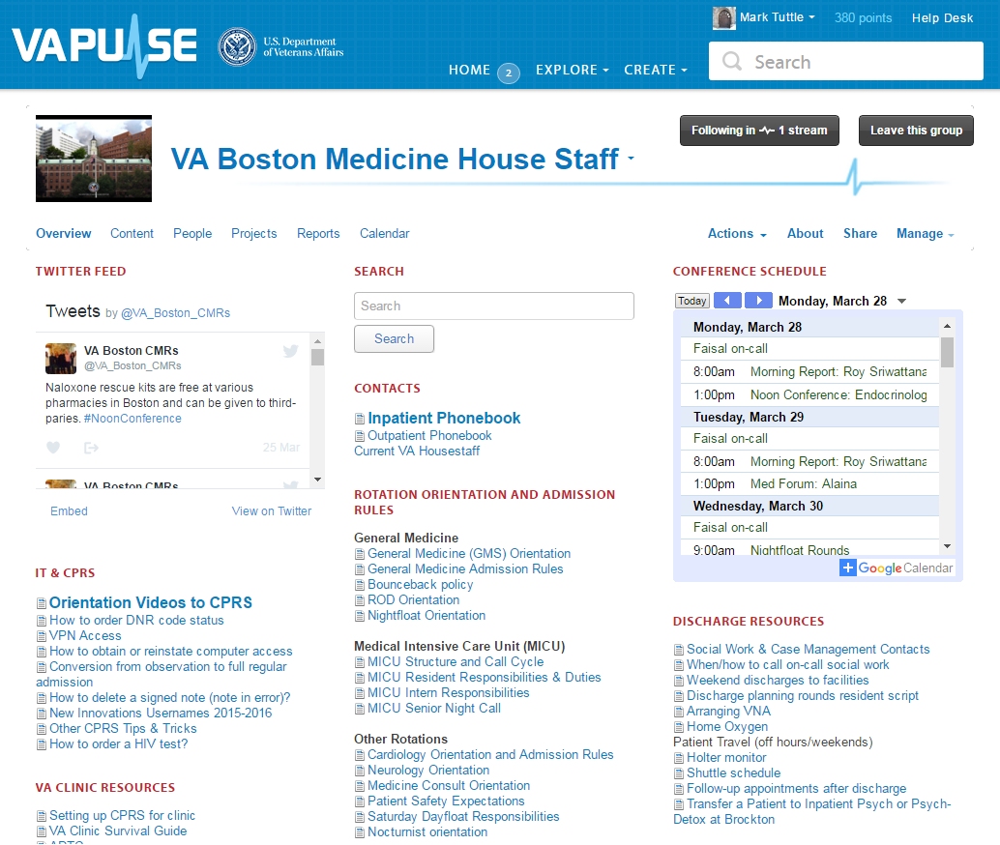 VA PULSE
U.S. Department
of Veterans Affairs
Mark Tuttle
380 points
Help Desk
HOME 2
EXPLORE
CREATE
Search
VA Boston Medicine House Staff
Following in 1 stream
Leave this group
Overview
Content
People
Projects
Reports
Calendar
Actions
About
Share
Manage
TWITTER FEED
Tweets by @VA_Boston_CMRs
VA Boston CMRs
@VA_Boston_CMRs
Naloxone rescue kits are free at various
pharmacies in Boston and can be given to third-
paries. #NoonConference
25 Mar
VA Boston CMRs
Embed
View on Twitter
IT & CPRS
Orientation Videos to CPRS
How to order DNR code status
VPN Access
How to obtain or reinstate computer access
Conversion from observation to full regular
admission
How to delete a signed note (note in error)?
New Innovations Usernames 2015-2016
Other CPRS Tips & Tricks
How to order a HIV test?
VA CLINIC RESOURCES
Setting up CPRS for clinic
VA Clinic Survival Guide
SEARCH
Search
Search
CONTACTS
Inpatient Phonebook
Outpatient Phonebook
Current VA Housestaff
ROTATION ORIENTATION AND ADMISSION
RULES
General Medicine
General Medicine (GMS) Orientation
General Medicine Admission Rules
Bounceback policy
ROD Orientation
Nightfloat Orientation
Medical Intensive Care Unit (MICU)
MICU Structure and Call Cycle
MICU Resident Responsibilities & Duties
MICU Intern Responsibilities
MICU Senior Night Call
Other Rotations
Cardiology Orientation and Admission Rules
Neurology Orientation
Medicine Consult Orientation
Patient Safety Expectations
Saturday Dayfloat Responsibilities
Nocturnist orientation
CONFERENCE SCHEDULE
Today
Monday, March 28
Monday, March 28
Faisal on-call
8:00am Morning Report: Roy Sriwattana
1:00pm Noon Conference: Endocrinolog
Tuesday, March 29
Faisal on-call
8:00am Morning Report: Roy Sriwattana
1:00pm Med Forum: Alaina
Wednesday, March 30
Faisal on-call
9:00am Nightfloat Rounds
+ Google Calendar
DISCHARGE RESOURCES
Social Work & Case Management Contacts
When/how to call on-call social work
Weekend discharges to facilities
Discharge planning rounds resident script
Arranging VNA
Home Oxygen
Patient Travel (off hours/weekends)
Holter monitor
Shuttle schedule
Follow-up appointments after discharge
Transfer a Patient to Inpatient Psych or Psych-
Detox at Brockton